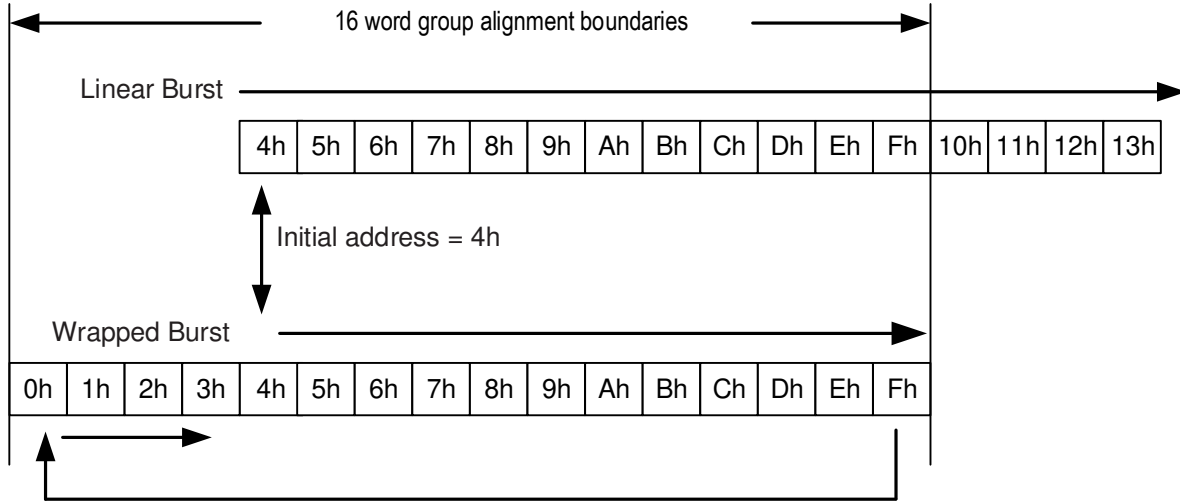 16 word group alignment boundaries
Linear Burst
4h 5h 6h 7h 8h 9h Ah Bh Ch Dh Eh Fh 10h 11h 12h 13h
Initial address = 4h
Wrapped Burst
0h 1h 2h 3h 4h 5h 6h 7h 8h 9h Ah Bh Ch Dh Eh Fh